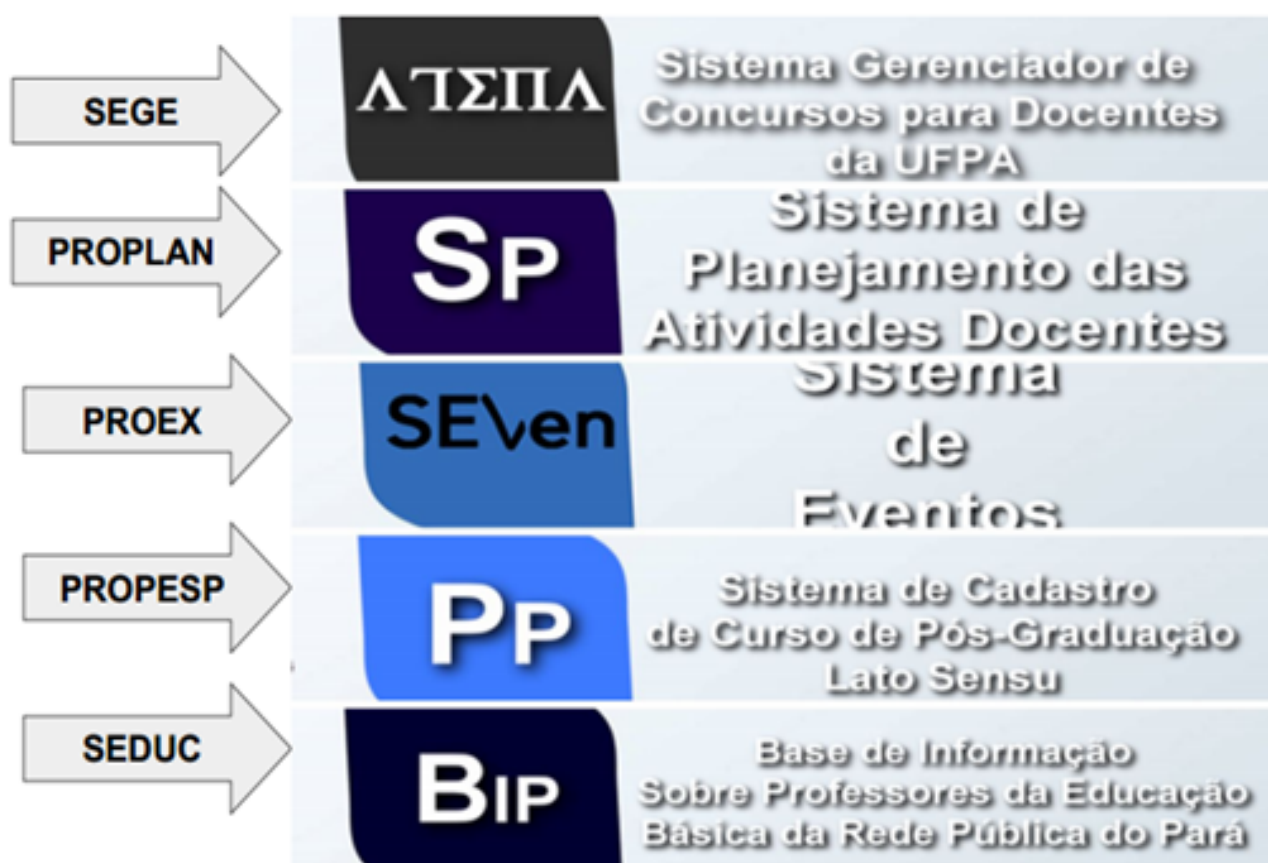 SEGE
ΛTΣΠΛ
Sistema Gerenciador de
Concursos para Docentes
da UFPA
PROPLAN
SP
Sistema de
Planejamento das
Atividades Docentes
PROEX
SEVen
Sistema
de
Eventos
PROPESP
PP
Sistema de Cadastro
de Curso de Pós-Graduação
Lato Sensu
SEDUC
BIP
Base de Informação
Sobre Professores da Educação
Básica da Rede Pública do Pará